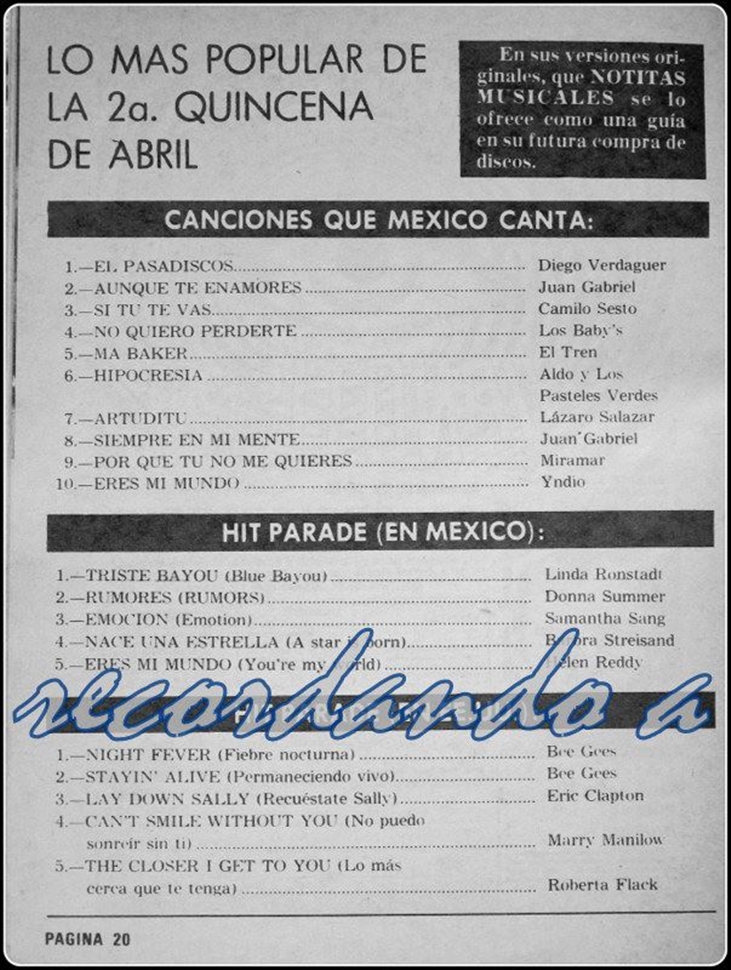 LO MAS POPULAR DE
LA 2a. QUINCENA
DE ABRIL
En sus versiones ori-
ginales, que NOTITAS
MUSICALES se lo
ofrece como una guía
en su futura compra de
discos.
CANCIONES QUE MEXICO CANTA:
1.—EL PASADISCOS........ Diego Verdaguer
2.—AUNQUE TE ENAMORES........ Juan Gabriel
3.—SI TU TE VAS........ Camilo Sesto
4.—NO QUIERO PERDERTE........ Los Baby's
5.—MA BAKER........ El Tren
6.—HIPOCRESIA........ Aldo y Los
Pasteles Verdes
7.—ARTUDITU........ Lázaro Salazar
8.—SIEMPRE EN MI MENTE........ Juan Gabriel
9.—POR QUE TU NO ME QUIERES........ Miramar
10.—ERES MI MUNDO........ Yndio
HIT PARADE (EN MEXICO):
1.—TRISTE BAYOU (Blue Bayou)........ Linda Ronstadt
2.—RUMORES (RUMORS)........ Donna Summer
3.—EMOCION (Emotion)........ Samantha Sang
4.—NACE UNA ESTRELLA (A star is born)........ Streisand
5.—ERES MI MUNDO (You're my world)........ Helen Reddy
recordando a
HIT PARADE
1.—NIGHT FEVER (Fiebre nocturna)........ Bee Gees
2.—STAYIN' ALIVE (Permaneciendo vivo)........ Bee Gees
3.—LAY DOWN SALLY (Recuéstate Sally)........ Eric Clapton
4.—CAN'T SMILE WITHOUT YOU (No puedo
sonreír sin ti)........ Marry Manilow
5.—THE CLOSER I GET TO YOU (Lo más
cerca que te tenga)........ Roberta Flack
PAGINA 20